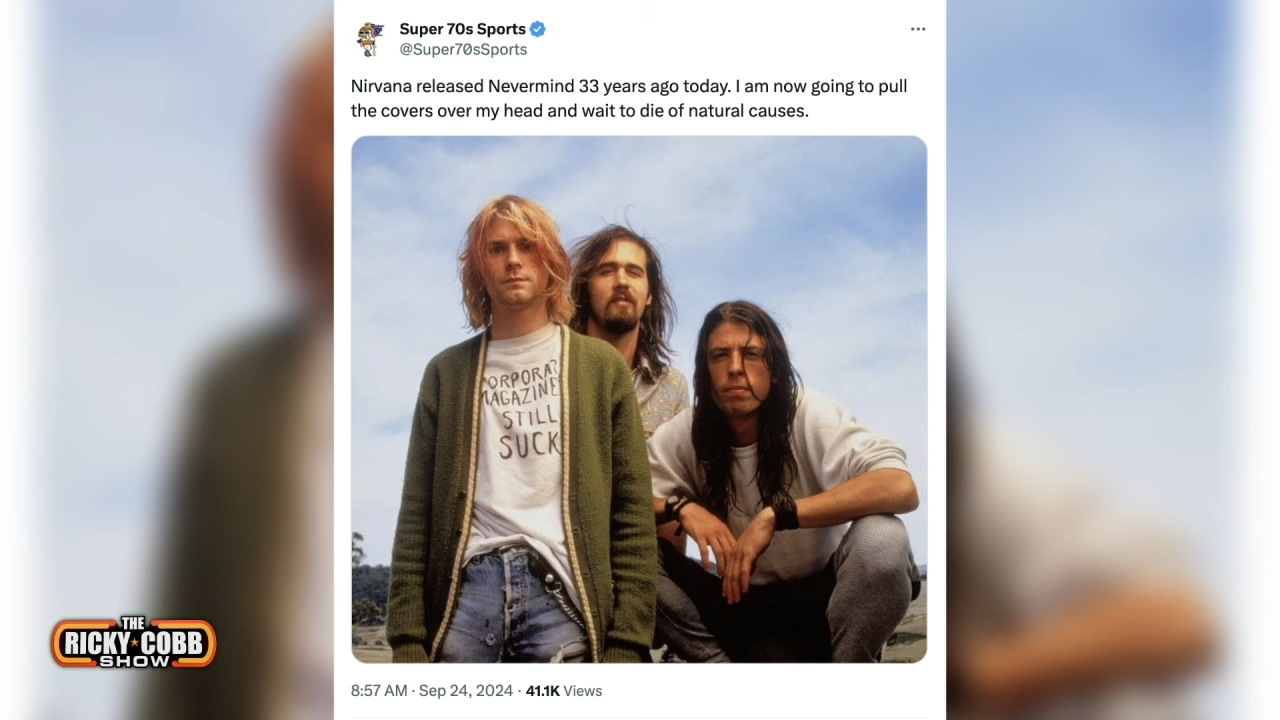 Super 70s Sports
@Super70sSports
Nirvana released Nevermind 33 years ago today. I am now going to pull
the covers over my head and wait to die of natural causes.
ORPORAT
MAGAZINE
STILL
SUCK
THE
RICKY COBB
SHOW
8:57 AM · Sep 24, 2024 · 41.1K Views